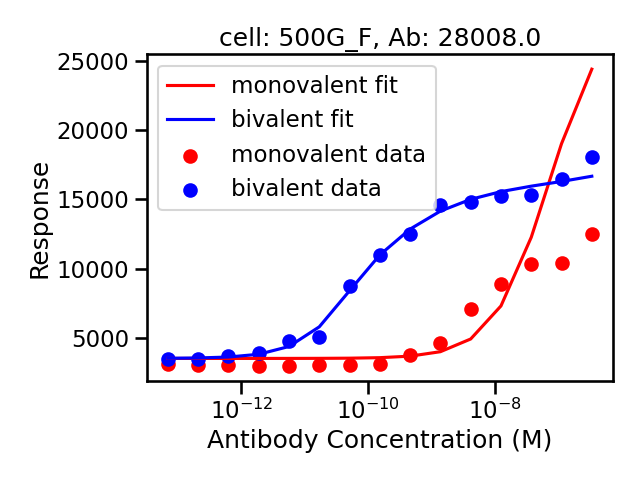 cell: 500G_F, Ab: 28008.0
25000
20000
15000
10000
5000
Response
monovalent fit
bivalent fit
monovalent data
bivalent data
10⁻¹² 10⁻¹⁰ 10⁻⁸
Antibody Concentration (M)